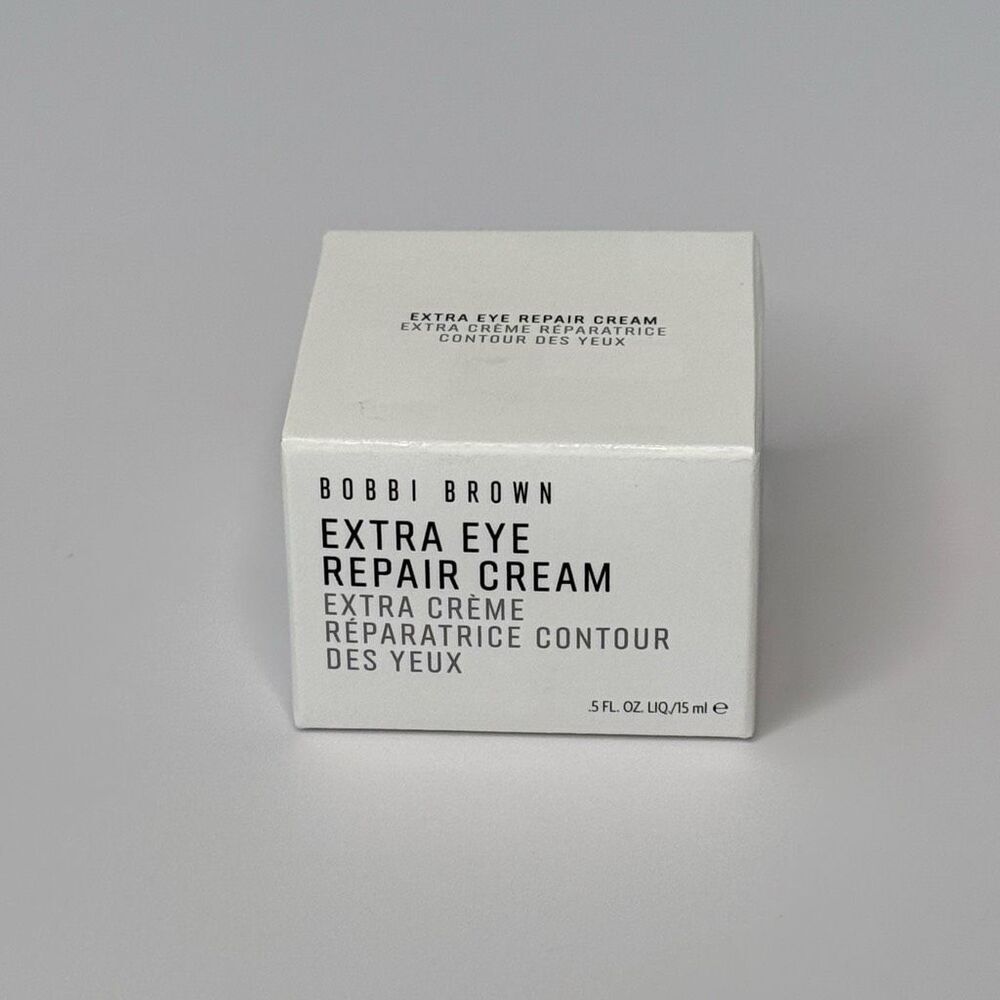 EXTRA EYE REPAIR CREAM
EXTRA CRÈME RÉPARATRICE
CONTOUR DES YEUX
BOBBI BROWN
EXTRA EYE
REPAIR CREAM
EXTRA CRÈME
RÉPARATRICE CONTOUR
DES YEUX
.5 FL. OZ. LIQ./15 ml ℮